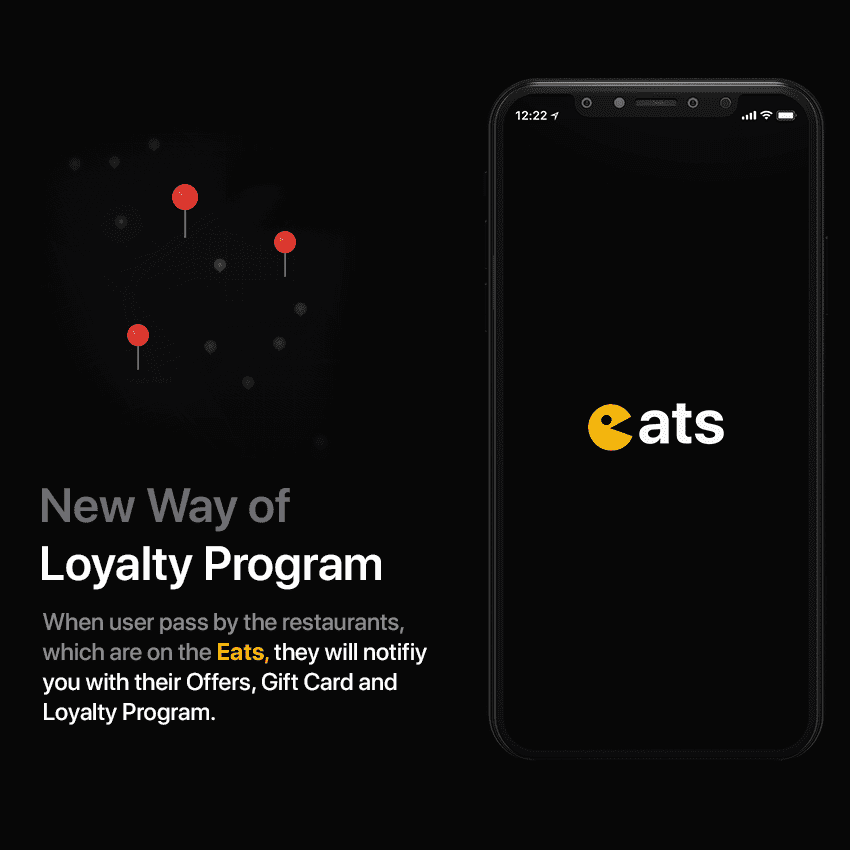 12:22
ats
New Way of
Loyalty Program
When user pass by the restaurants,
which are on the Eats, they will notifiy
you with their Offers, Gift Card and
Loyalty Program.